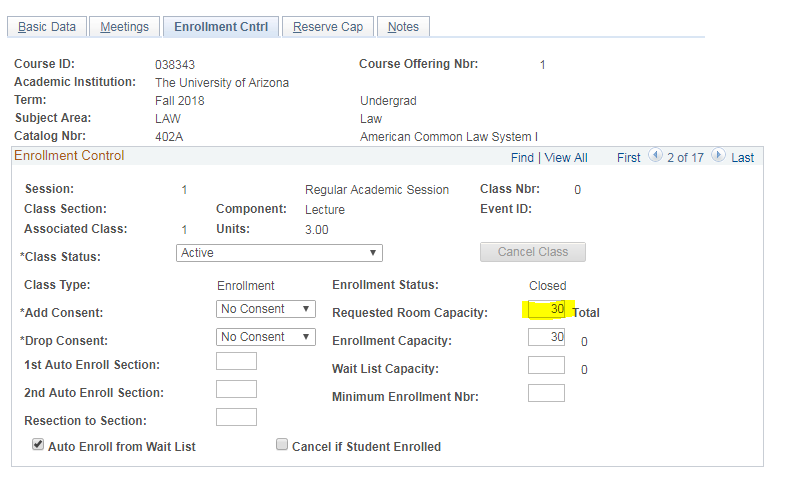 Basic Data Meetings Enrollment Cntrl Reserve Cap Notes
Course ID: 038343 Course Offering Nbr: 1
Academic Institution: The University of Arizona
Term: Fall 2018 Undergrad
Subject Area: LAW Law
Catalog Nbr: 402A American Common Law System I
Enrollment Control Find | View All First 2 of 17 Last
Session: 1 Regular Academic Session Class Nbr: 0
Class Section: Component: Lecture Event ID:
Associated Class: 1 Units: 3.00
*Class Status: Active Cancel Class
Class Type: Enrollment Enrollment Status: Closed
*Add Consent: No Consent Requested Room Capacity: 30 Total
*Drop Consent: No Consent Enrollment Capacity: 30 0
1st Auto Enroll Section: Wait List Capacity: 0
2nd Auto Enroll Section: Minimum Enrollment Nbr:
Resection to Section:
Auto Enroll from Wait List Cancel if Student Enrolled